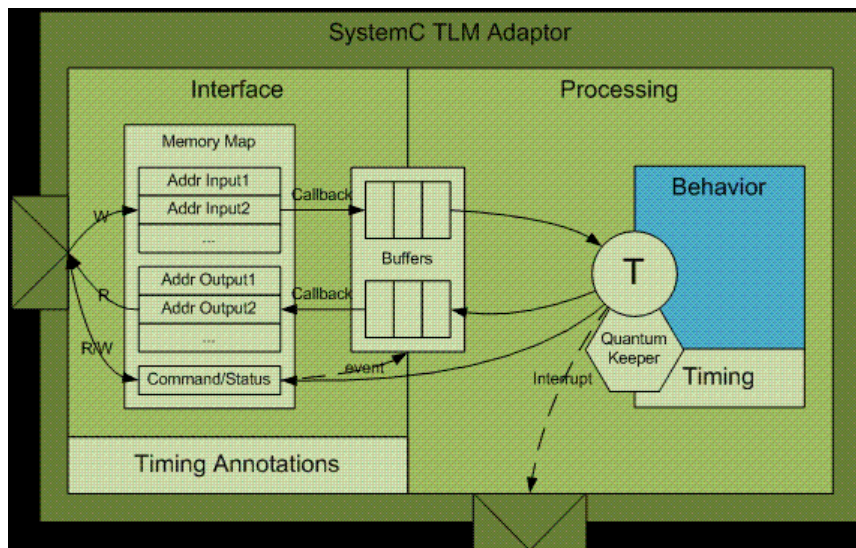 SystemC TLM Adaptor
Interface
Processing
Memory Map
Addr Input1
Addr Input2
...
Addr Output1
Addr Output2
...
Command/Status
W
R
R/W
Callback
Callback
Buffers
event
Behavior
T
Quantum
Keeper
Timing
Interrupt
Timing Annotations